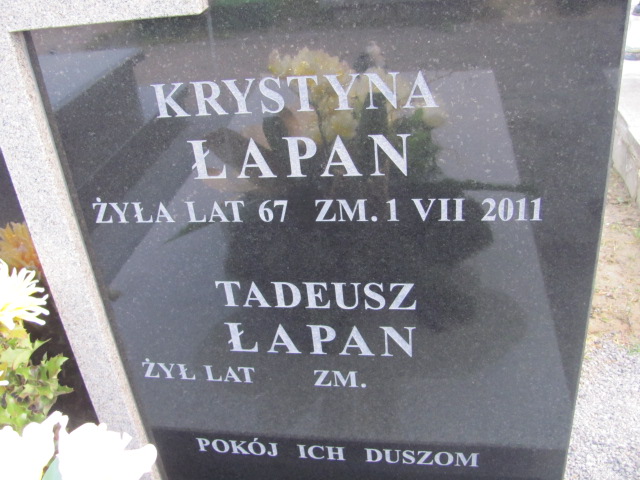 KRYSTYNA
ŁAPAN
ŻYŁA LAT 67 ZM. 1 VII 2011
TADEUSZ
ŁAPAN
ŻYŁ LAT ZM.
POKÓJ ICH DUSZOM